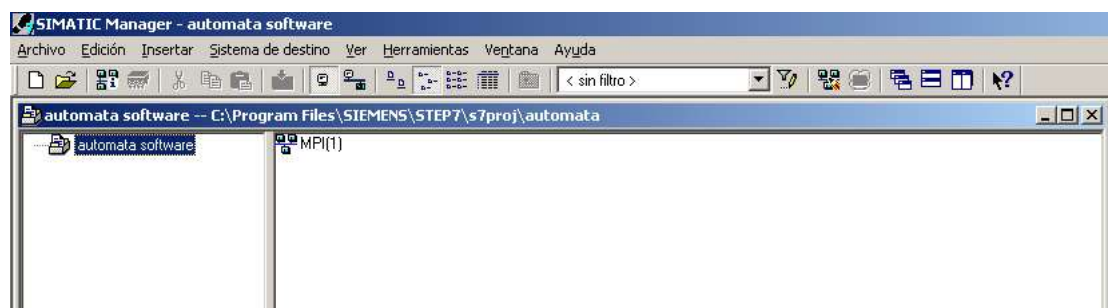 SIMATIC Manager - automata software
Archivo Edición Insertar Sistema de destino Ver Herramientas Ventana Ayuda
< sin filtro >
automata software -- C:\Program Files\SIEMENS\STEP7\s7proj\automata
automata software
MPI(1)